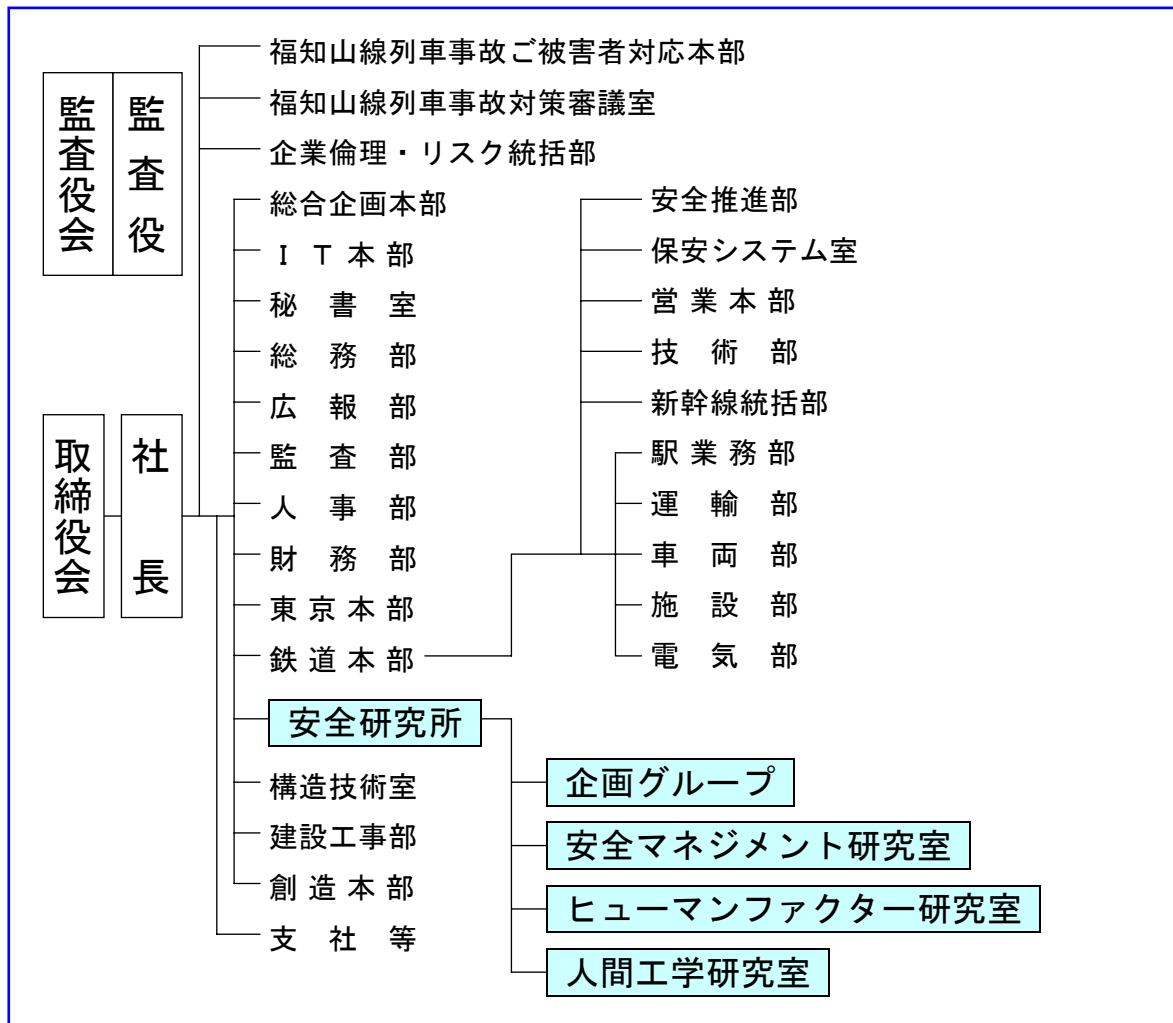 監査役会
監査役
取締役会
社長
福知山線列車事故ご被害者対応本部
福知山線列車事故対策審議室
企業倫理・リスク統括部
総合企画本部
ＩＴ本部
秘書室
総務部
広報部
監査部
人事部
財務部
東京本部
鉄道本部
安全推進部
保安システム室
営業本部
技術部
新幹線統括部
駅業務部
運輸部
車両部
施設部
電気部
安全研究所
企画グループ
安全マネジメント研究室
ヒューマンファクター研究室
人間工学研究室
構造技術室
建設工事部
創造本部
支社等